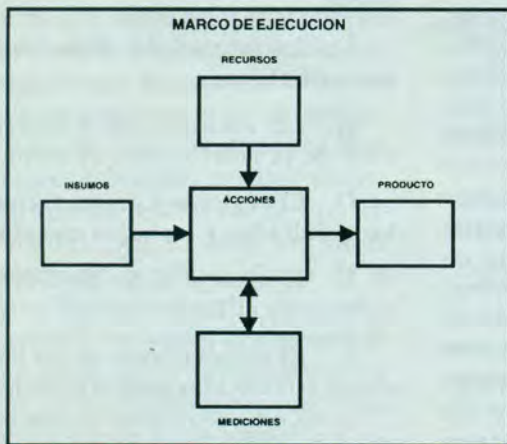 MARCO DE EJECUCION
RECURSOS
INSUMOS
ACCIONES
PRODUCTO
MEDICIONES